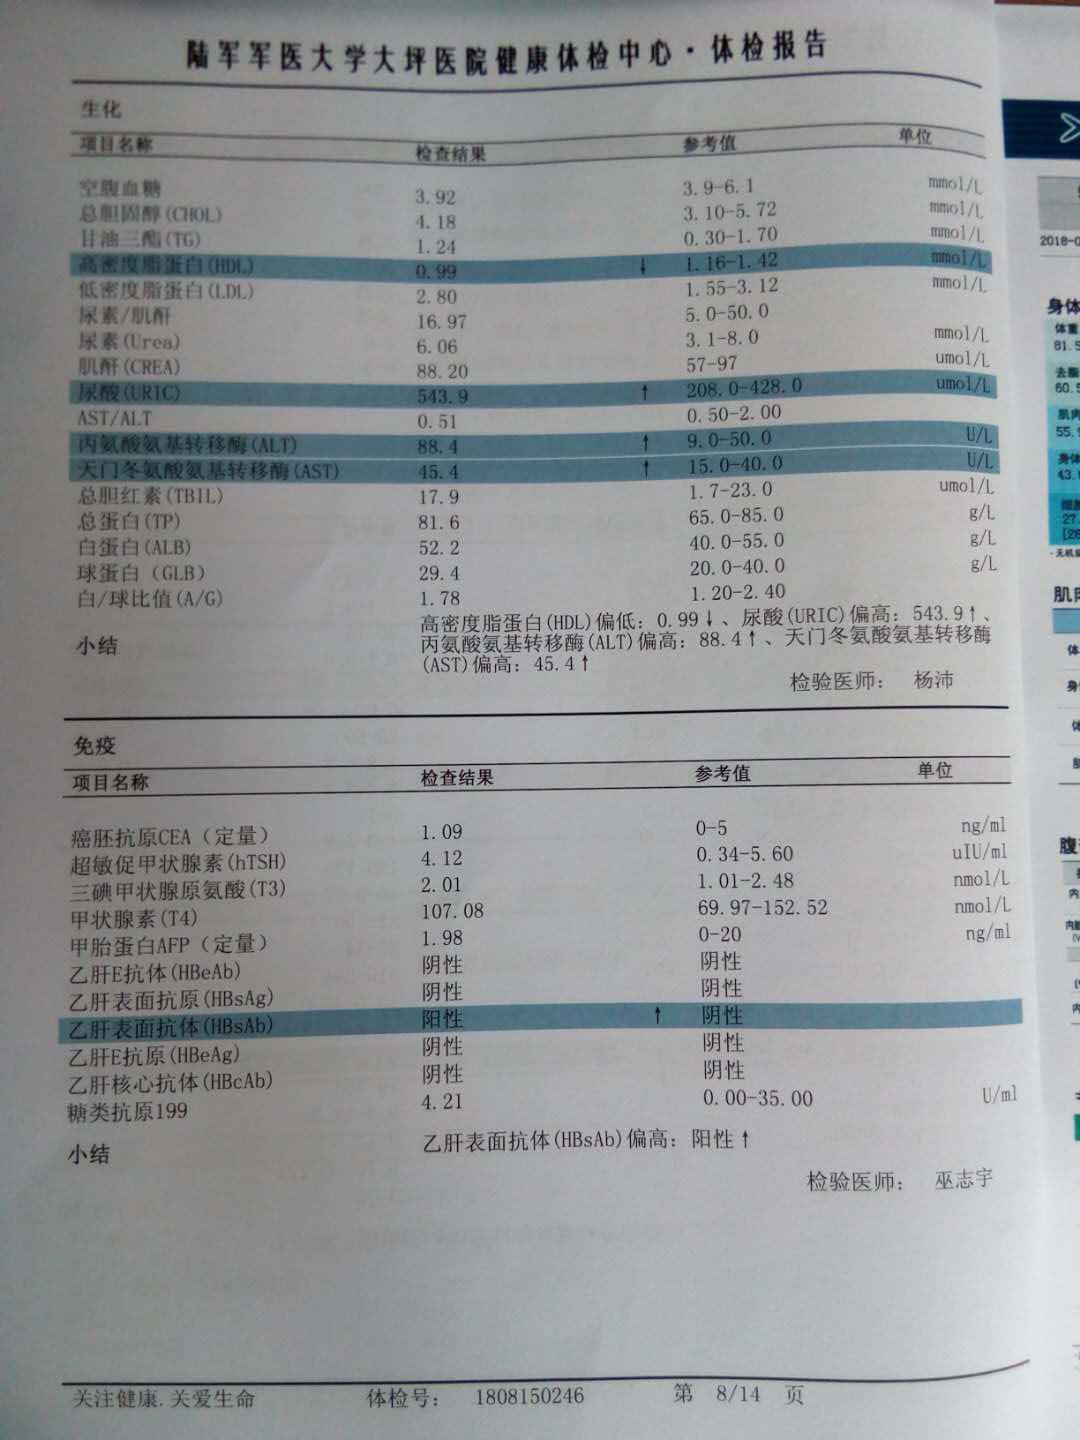 陆军军医大学大坪医院健康体检中心·体检报告
生化
项目名称 检查结果 参考值 单位
空腹血糖 3.92 3.9-6.1 mmol/L
总胆固醇(CHOL) 4.18 3.10-5.72 mmol/L
甘油三酯(TG) 1.24 0.30-1.70 mmol/L
高密度脂蛋白(HDL) 0.99 ↓ 1.16-1.42 mmol/L
低密度脂蛋白(LDL) 2.80 1.55-3.12 mmol/L
尿素/肌酐 16.97 5.0-50.0
尿素(Urea) 6.06 3.1-8.0 mmol/L
肌酐(CREA) 88.20 57-97 umol/L
尿酸(URIC) 543.9 ↑ 208.0-428.0 umol/L
AST/ALT 0.51 0.50-2.00
丙氨酸氨基转移酶(ALT) 88.4 ↑ 9.0-50.0 U/L
天门冬氨酸氨基转移酶(AST) 45.4 ↑ 15.0-40.0 U/L
总胆红素(TBIL) 17.9 1.7-23.0 umol/L
总蛋白(TP) 81.6 65.0-85.0 g/L
白蛋白(ALB) 52.2 40.0-55.0 g/L
球蛋白（GLB） 29.4 20.0-40.0 g/L
白/球比值(A/G) 1.78 1.20-2.40
小结 高密度脂蛋白(HDL)偏低：0.99↓、尿酸(URIC)偏高：543.9↑、
丙氨酸氨基转移酶(ALT)偏高：88.4↑、天门冬氨酸氨基转移酶
(AST)偏高：45.4↑
检验医师： 杨沛
免疫
项目名称 检查结果 参考值 单位
癌胚抗原CEA（定量） 1.09 0-5 ng/ml
超敏促甲状腺素(hTSH) 4.12 0.34-5.60 uIU/ml
三碘甲状腺原氨酸(T3) 2.01 1.01-2.48 nmol/L
甲状腺素(T4) 107.08 69.97-152.52 nmol/L
甲胎蛋白AFP（定量） 1.98 0-20 ng/ml
乙肝E抗体(HBeAb) 阴性 阴性
乙肝表面抗原(HBsAg) 阴性 阴性
乙肝表面抗体(HBsAb) 阳性 ↑ 阴性
乙肝E抗原(HBeAg) 阴性 阴性
乙肝核心抗体(HBcAb) 阴性 阴性
糖类抗原199 4.21 0.00-35.00 U/ml
小结 乙肝表面抗体(HBsAb)偏高：阳性↑
检验医师： 巫志宇
关注健康.关爱生命 体检号： 1808150246 第 8/14 页
2018-0
身体
体重
81.5
去脂
60.5
肌肉
55.
身体
43.
27.
肌肉